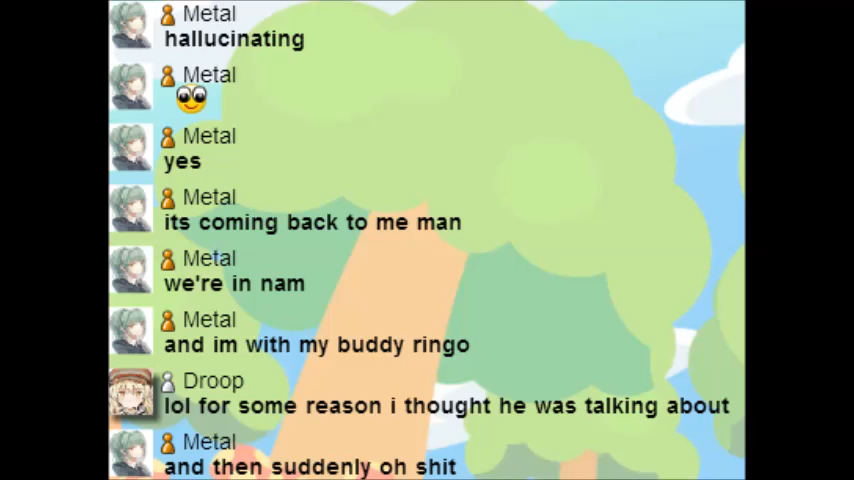 Metal
hallucinating
Metal
Metal
yes
Metal
its coming back to me man
Metal
we're in nam
Metal
and im with my buddy ringo
Droop
lol for some reason i thought he was talking about
Metal
and then suddenly oh shit